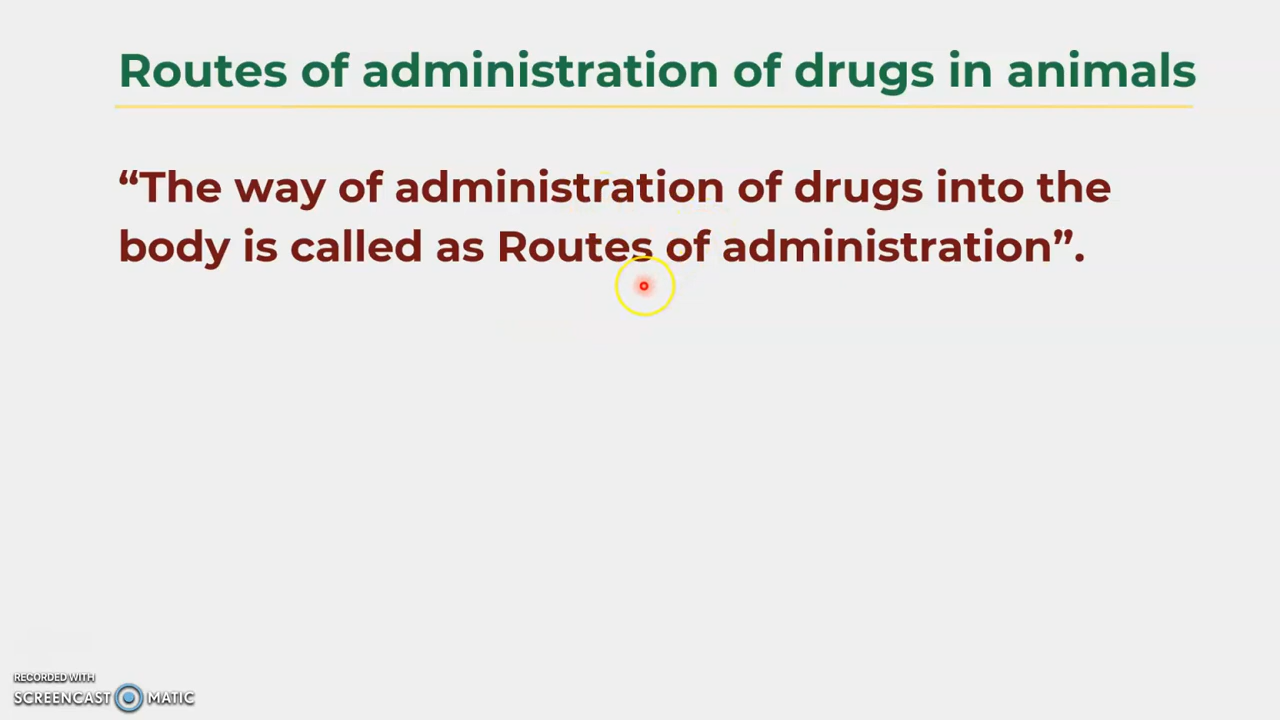 Routes of administration of drugs in animals
“The way of administration of drugs into the
body is called as Routes of administration”.
RECORDED WITH
SCREENCAST MATIC